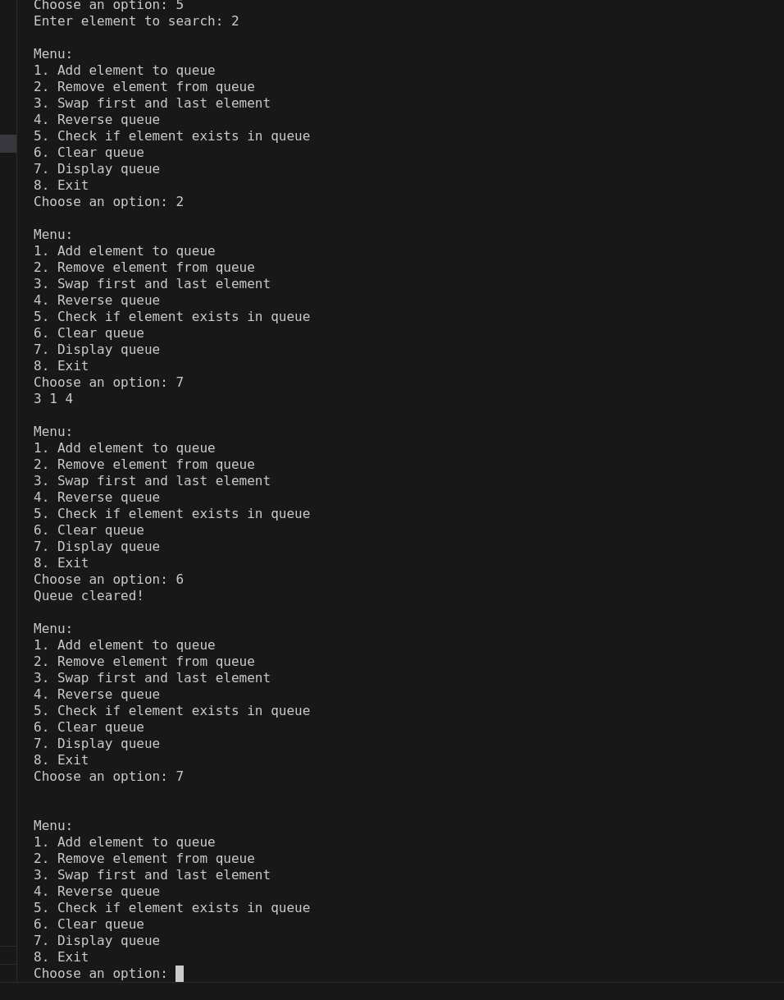 Choose an option: 5
Enter element to search: 2
Menu:
1. Add element to queue
2. Remove element from queue
3. Swap first and last element
4. Reverse queue
5. Check if element exists in queue
6. Clear queue
7. Display queue
8. Exit
Choose an option: 2
Menu:
1. Add element to queue
2. Remove element from queue
3. Swap first and last element
4. Reverse queue
5. Check if element exists in queue
6. Clear queue
7. Display queue
8. Exit
Choose an option: 7
3 1 4
Menu:
1. Add element to queue
2. Remove element from queue
3. Swap first and last element
4. Reverse queue
5. Check if element exists in queue
6. Clear queue
7. Display queue
8. Exit
Choose an option: 6
Queue cleared!
Menu:
1. Add element to queue
2. Remove element from queue
3. Swap first and last element
4. Reverse queue
5. Check if element exists in queue
6. Clear queue
7. Display queue
8. Exit
Choose an option: 7
Menu:
1. Add element to queue
2. Remove element from queue
3. Swap first and last element
4. Reverse queue
5. Check if element exists in queue
6. Clear queue
7. Display queue
8. Exit
Choose an option: